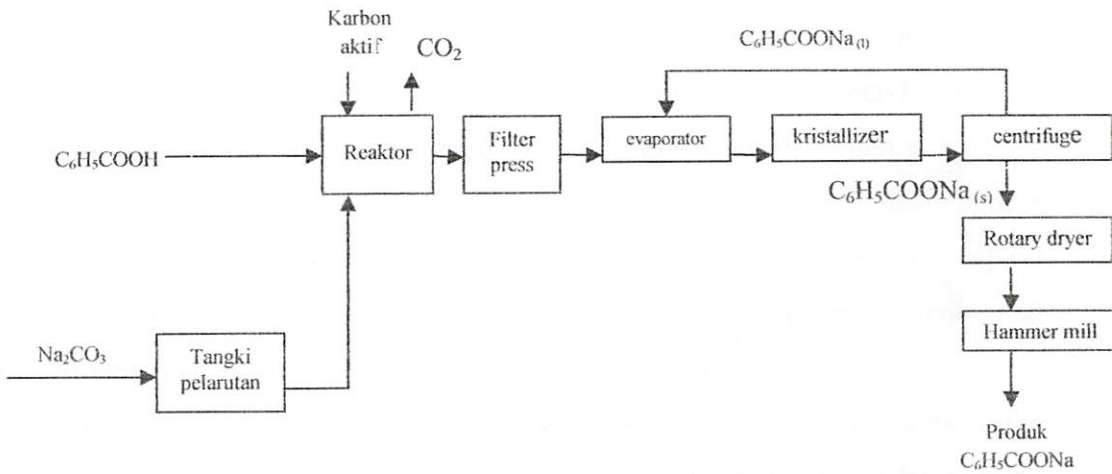 Karbon
aktif
CO₂
C₆H₅COONa₍ₗ₎
C₆H₅COOH
Reaktor
Filter
press
evaporator
kristallizer
centrifuge
C₆H₅COONa₍ₛ₎
Rotary dryer
Na₂CO₃
Tangki
pelarutan
Hammer mill
Produk
C₆H₅COONa